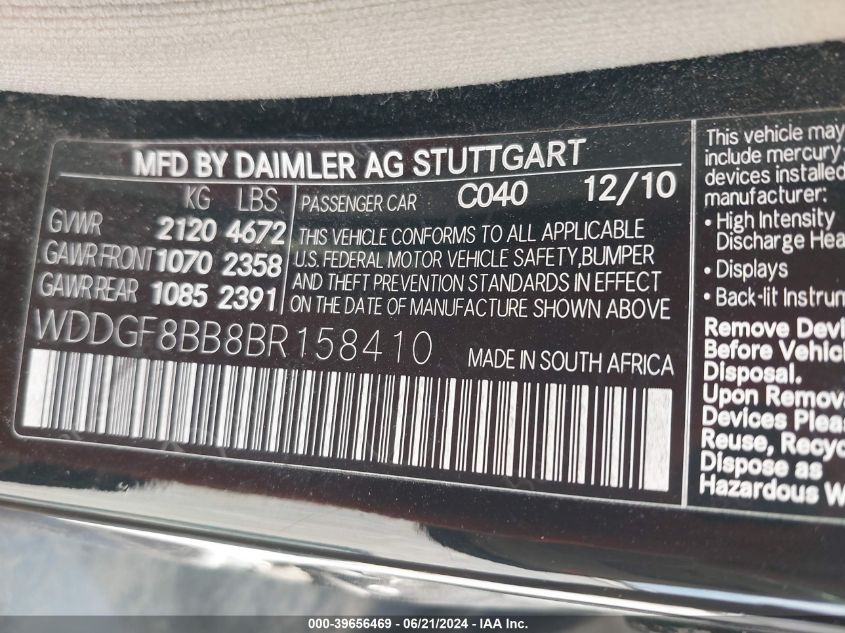 MFD BY DAIMLER AG STUTTGART
KG LBS
GVWR 2120 4672
GAWR FRONT 1070 2358
GAWR REAR 1085 2391
PASSENGER CAR C040 12/10
THIS VEHICLE CONFORMS TO ALL APPLICABLE
U.S. FEDERAL MOTOR VEHICLE SAFETY,BUMPER
AND THEFT PREVENTION STANDARDS IN EFFECT
ON THE DATE OF MANUFACTURE SHOWN ABOVE
WDDGF8BB8BR158410
MADE IN SOUTH AFRICA
This vehicle may
include mercury-
devices installed
manufacturer:
• High Intensity
Discharge Hea
• Displays
• Back-lit Instrum
Remove Devi
Before Vehicl
Disposal.
Upon Remova
Devices Pleas
Reuse, Recyc
Dispose as
Hazardous W
000-39656469 - 06/21/2024 - IAA Inc.